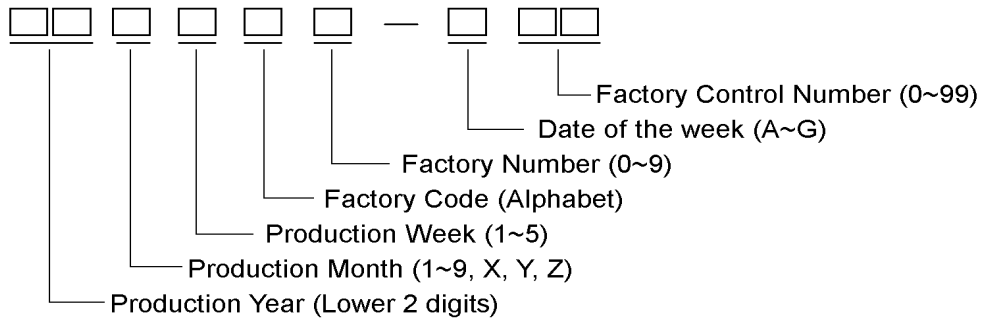 Factory Control Number (0~99)
Date of the week (A~G)
Factory Number (0~9)
Factory Code (Alphabet)
Production Week (1~5)
Production Month (1~9, X, Y, Z)
Production Year (Lower 2 digits)